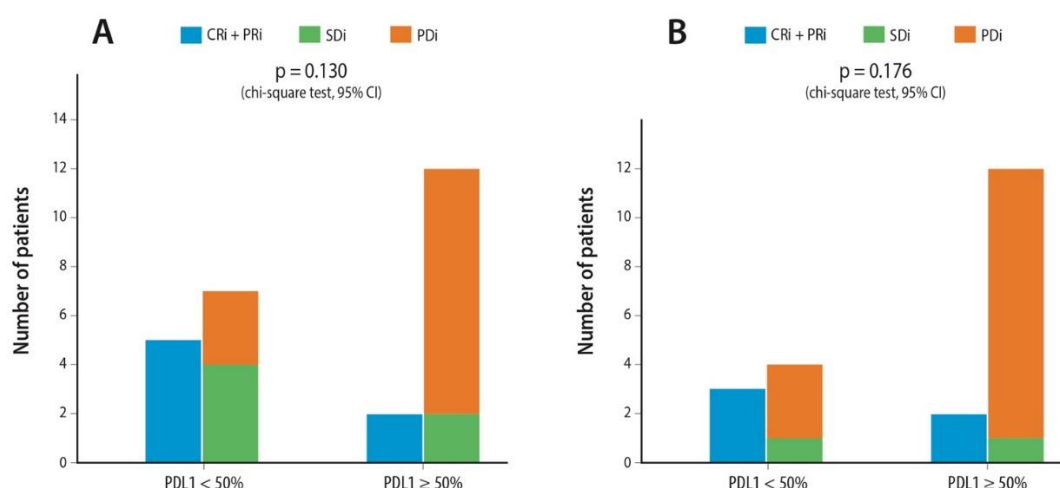 A
CRi + PRi
SDi
PDi
p = 0.130
(chi-square test, 95% CI)
Number of patients
14
12
10
8
6
4
2
0
PDL1 < 50%
PDL1 ≥ 50%
B
CRi + PRi
SDi
PDi
p = 0.176
(chi-square test, 95% CI)
Number of patients
12
10
8
6
4
2
0
PDL1 < 50%
PDL1 ≥ 50%